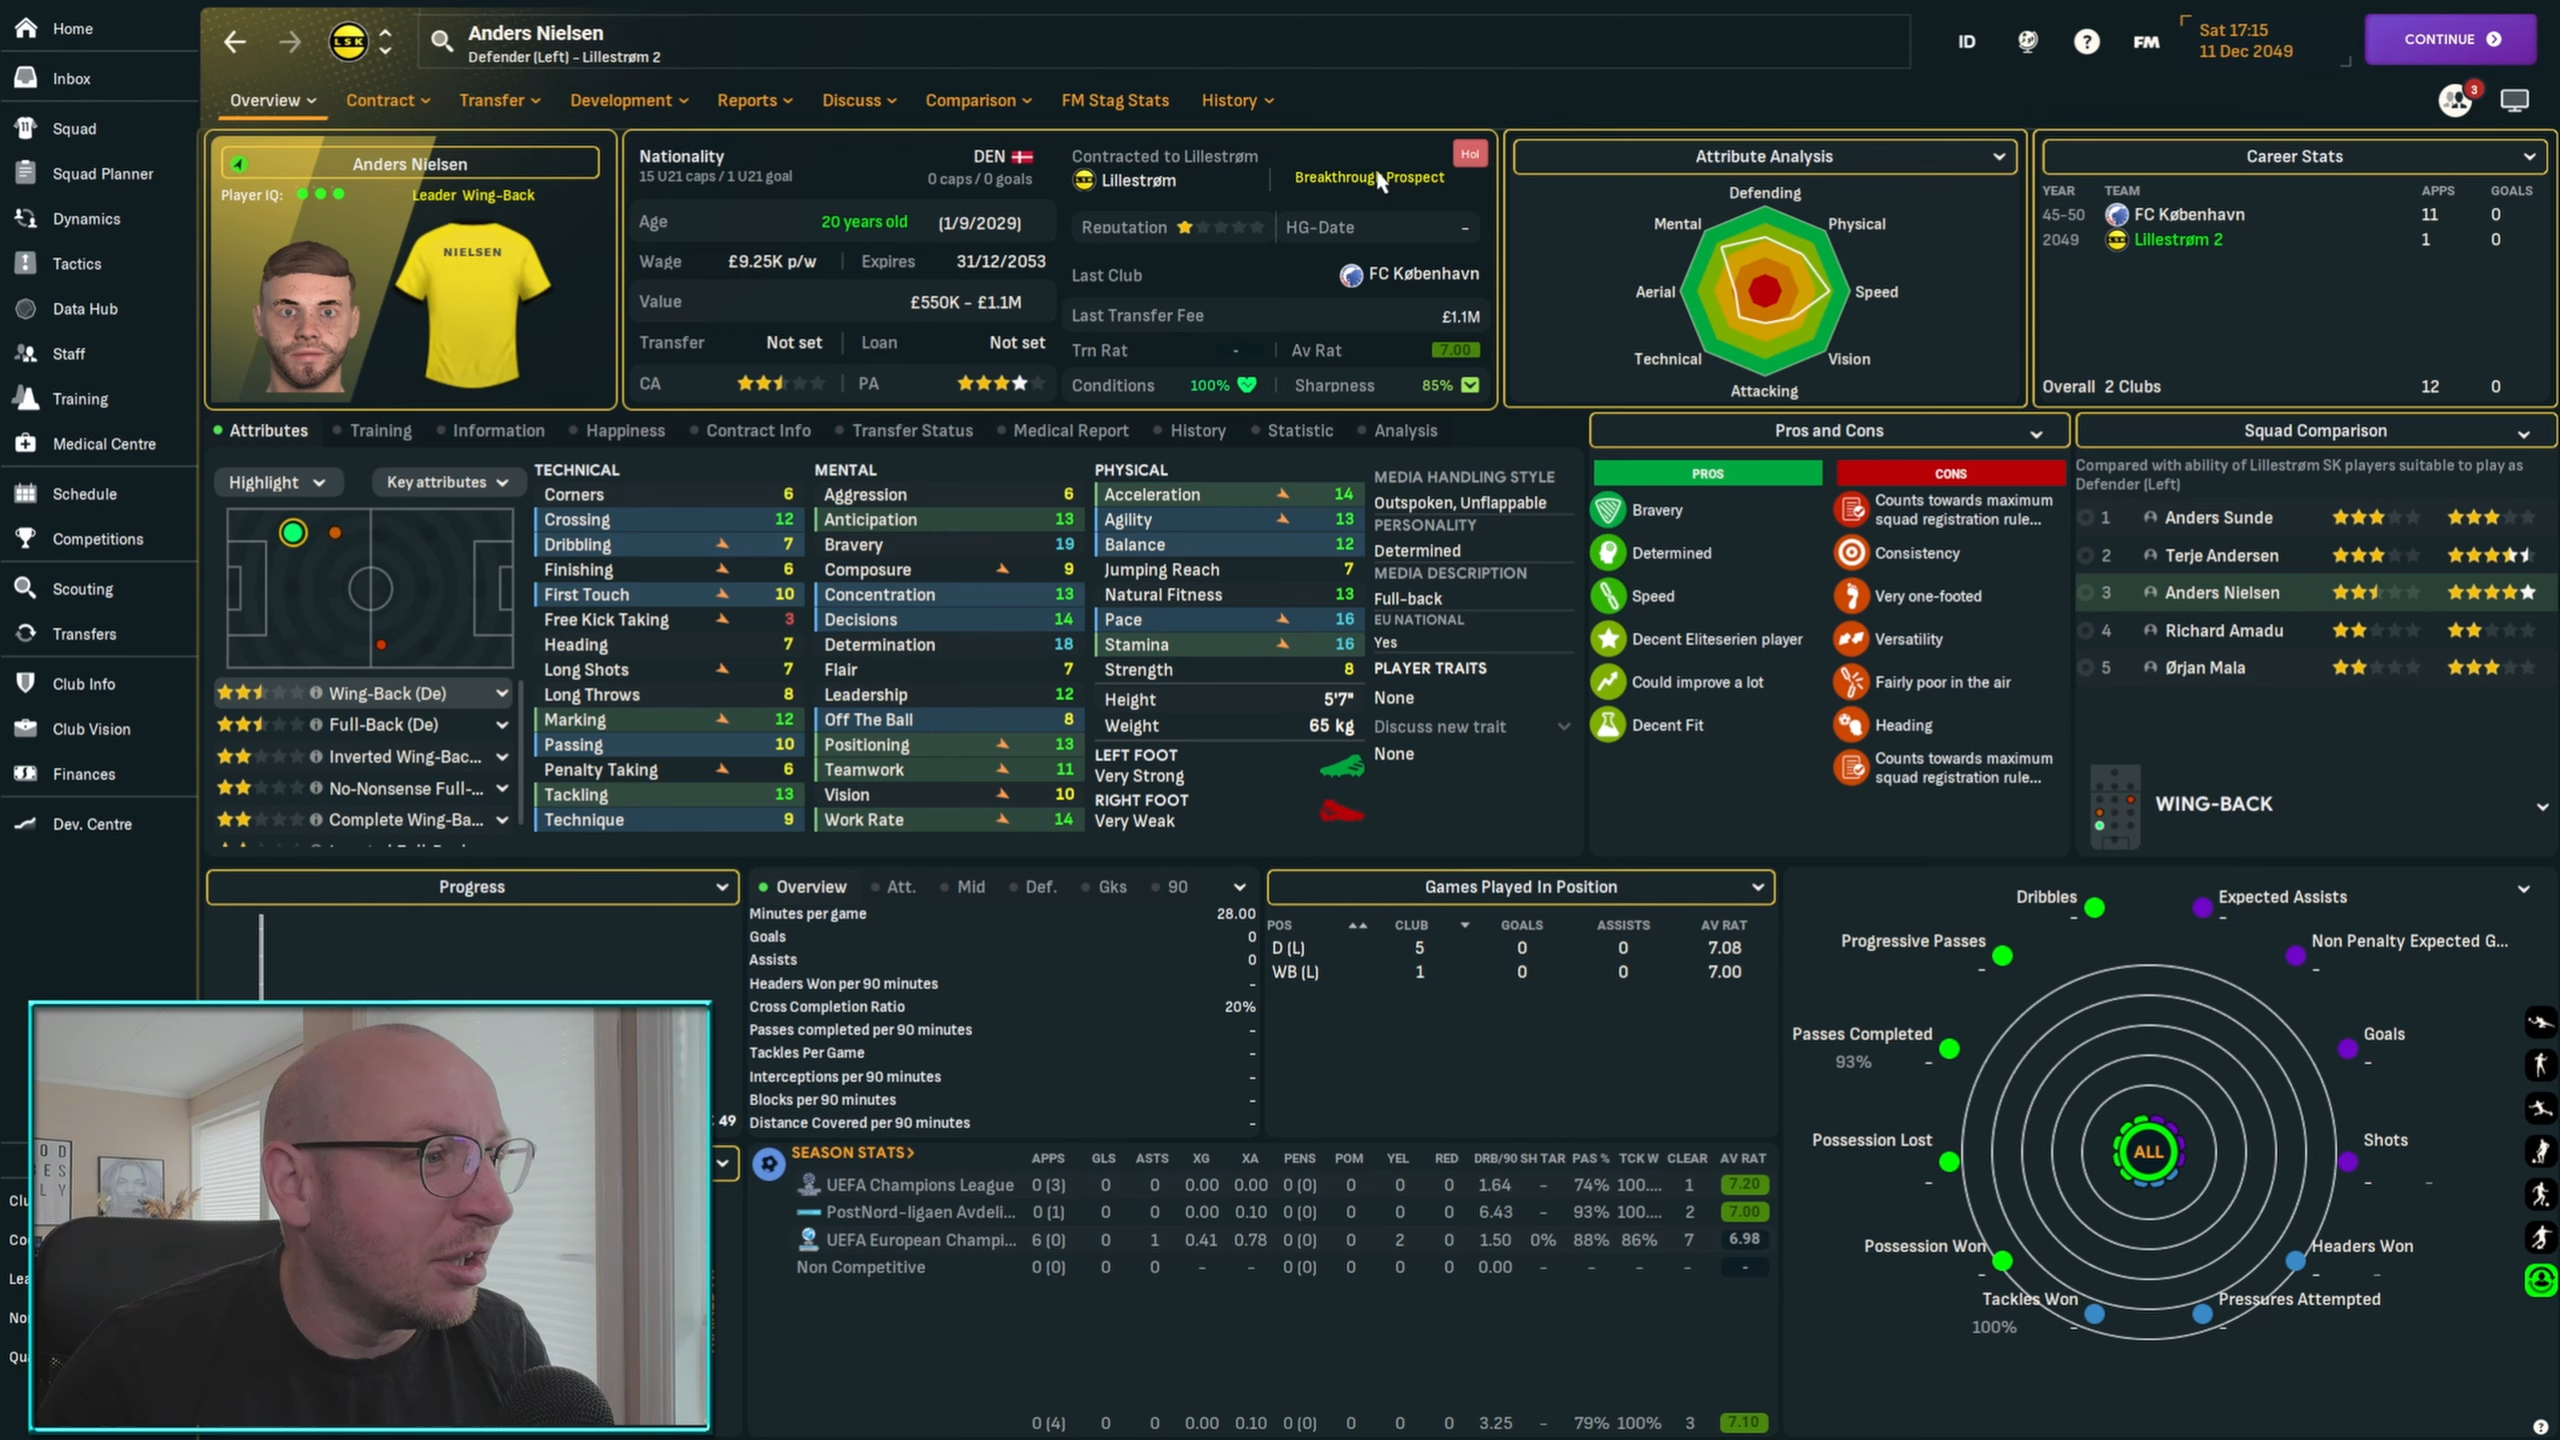 Home
Inbox
Squad
Squad Planner
Dynamics
Tactics
Data Hub
Staff
Training
Medical Centre
Schedule
Competitions
Scouting
Transfers
Club Info
Club Vision
Finances
Dev. Centre
LSK
Anders Nielsen
Defender (Left) - Lillestrøm 2
ID
?
FM
Sat 17:15
11 Dec 2049
CONTINUE
Overview
Contract
Transfer
Development
Reports
Discuss
Comparison
FM Stag Stats
History
3
Anders Nielsen
Player IQ:
Leader Wing-Back
NIELSEN
Nationality DEN
15 U21 caps / 1 U21 goal 0 caps / 0 goals
Age 20 years old (1/9/2029)
Wage £9.25K p/w Expires 31/12/2053
Value £550K - £1.1M
Transfer Not set Loan Not set
CA PA
Contracted to Lillestrøm Hol
Lillestrøm Breakthrough Prospect
Reputation HG-Date -
Last Club FC København
Last Transfer Fee £1.1M
Trn Rat - Av Rat 7.00
Conditions 100% Sharpness 85%
Attribute Analysis
Defending
Mental Physical
Aerial Speed
Technical Vision
Attacking
Career Stats
YEAR TEAM APPS GOALS
45-50 FC København 11 0
2049 Lillestrøm 2 1 0
Overall 2 Clubs 12 0
Attributes Training Information Happiness Contract Info Transfer Status Medical Report History Statistic Analysis
Highlight Key attributes
Wing-Back (De)
Full-Back (De)
Inverted Wing-Bac...
No-Nonsense Full-...
Complete Wing-Ba...
TECHNICAL
Corners 6
Crossing 12
Dribbling 7
Finishing 6
First Touch 10
Free Kick Taking 3
Heading 7
Long Shots 7
Long Throws 8
Marking 12
Passing 10
Penalty Taking 6
Tackling 13
Technique 9
MENTAL
Aggression 6
Anticipation 13
Bravery 19
Composure 9
Concentration 13
Decisions 14
Determination 18
Flair 7
Leadership 12
Off The Ball 8
Positioning 13
Teamwork 11
Vision 10
Work Rate 14
PHYSICAL
Acceleration 14
Agility 13
Balance 12
Jumping Reach 7
Natural Fitness 13
Pace 16
Stamina 16
Strength 8
Height 5'7"
Weight 65 kg
LEFT FOOT
Very Strong
RIGHT FOOT
Very Weak
MEDIA HANDLING STYLE
Outspoken, Unflappable
PERSONALITY
Determined
MEDIA DESCRIPTION
Full-back
EU NATIONAL
Yes
PLAYER TRAITS
None
Discuss new trait
None
Pros and Cons
PROS
Bravery
Determined
Speed
Decent Eliteserien player
Could improve a lot
Decent Fit
CONS
Counts towards maximum
squad registration rule...
Consistency
Very one-footed
Versatility
Fairly poor in the air
Heading
Counts towards maximum
squad registration rule...
Squad Comparison
Compared with ability of Lillestrøm SK players suitable to play as
Defender (Left)
1 Anders Sunde
2 Terje Andersen
3 Anders Nielsen
4 Richard Amadu
5 Ørjan Mala
WING-BACK
Progress
49
Overview Att. Mid Def. Gks 90
Minutes per game 28.00
Goals 0
Assists 0
Headers Won per 90 minutes -
Cross Completion Ratio 20%
Passes completed per 90 minutes -
Tackles Per Game -
Interceptions per 90 minutes -
Blocks per 90 minutes -
Distance Covered per 90 minutes -
Games Played In Position
POS CLUB GOALS ASSISTS AV RAT
D (L) 5 0 0 7.08
WB (L) 1 0 0 7.00
SEASON STATS> APPS GLS ASTS XG XA PENS POM YEL RED DRB/90 SH TAR PAS % TCK W CLEAR AV RAT
UEFA Champions League 0 (3) 0 0 0.00 0.00 0 (0) 0 0 0 1.64 - 74% 100.... 1 7.20
PostNord-ligaen Avdeli... 0 (1) 0 0 0.00 0.10 0 (0) 0 0 0 6.43 - 93% 100.... 2 7.00
UEFA European Champi... 6 (0) 0 1 0.41 0.78 0 (0) 0 2 0 1.50 0% 88% 86% 7 6.98
Non Competitive 0 (0) 0 0 - - 0 (0) 0 0 0 0.00 - - - - -
0 (4) 0 0 0.00 0.10 0 (0) 0 0 0 3.25 - 79% 100% 3 7.10
Dribbles -
Expected Assists -
Progressive Passes -
Non Penalty Expected G... -
Passes Completed
93% -
Goals -
Possession Lost -
Shots - -
ALL
Possession Won -
Headers Won - -
Tackles Won
100% -
Pressures Attempted -
Clu
Co
Lea
No
Qu
O D
E S
L Y
?